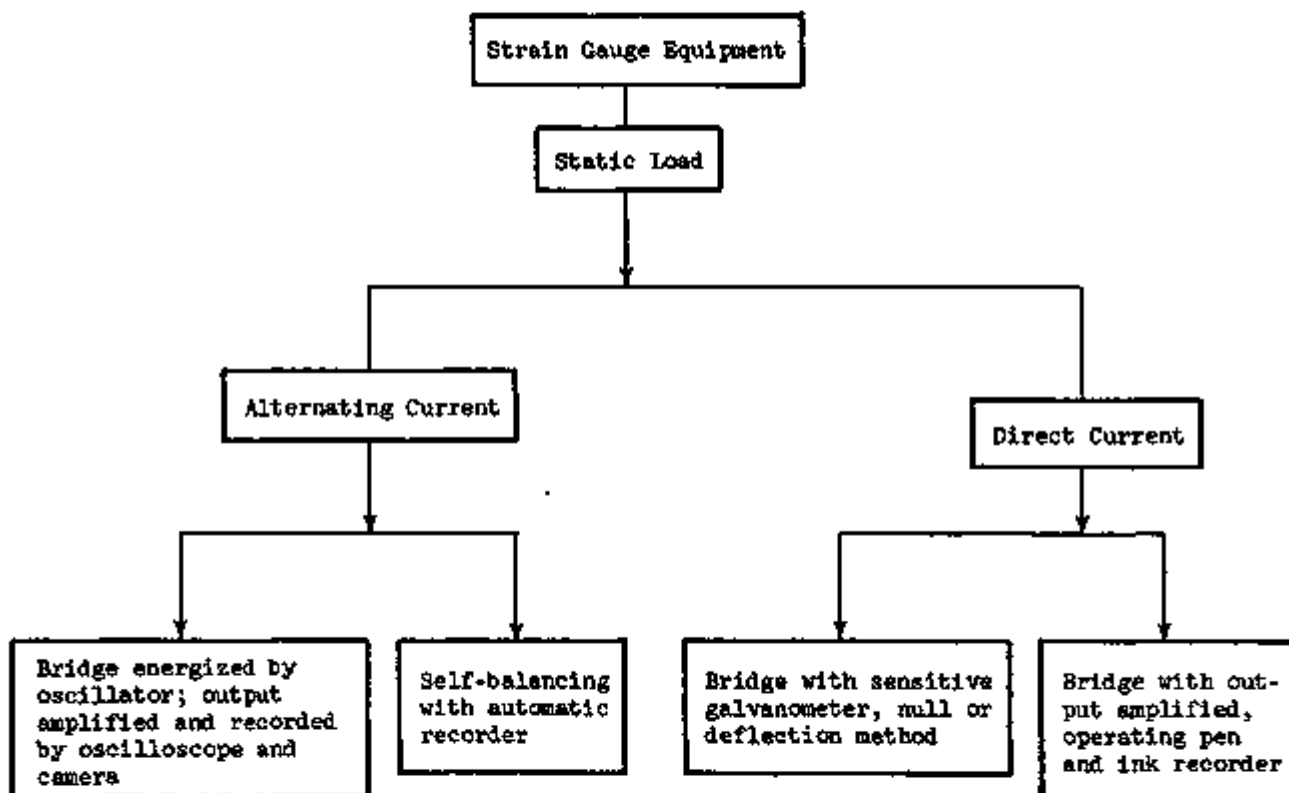 Strain Gauge Equipment
Static Load
Alternating Current
Direct Current
Bridge energized by
oscillator; output
amplified and recorded
by oscilloscope and
camera
Self-balancing
with automatic
recorder
Bridge with sensitive
galvanometer, null or
deflection method
Bridge with out-
put amplified,
operating pen
and ink recorder